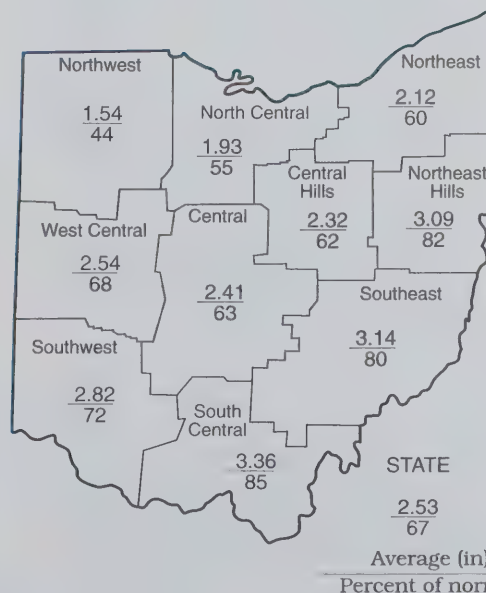 Northwest
1.54
44
North Central
1.93
55
Northeast
2.12
60
West Central
2.54
68
Central
2.41
63
Central
Hills
2.32
62
Northeast
Hills
3.09
82
Southwest
2.82
72
South
Central
3.36
85
Southeast
3.14
80
STATE
2.53
67
Average (in)
Percent of